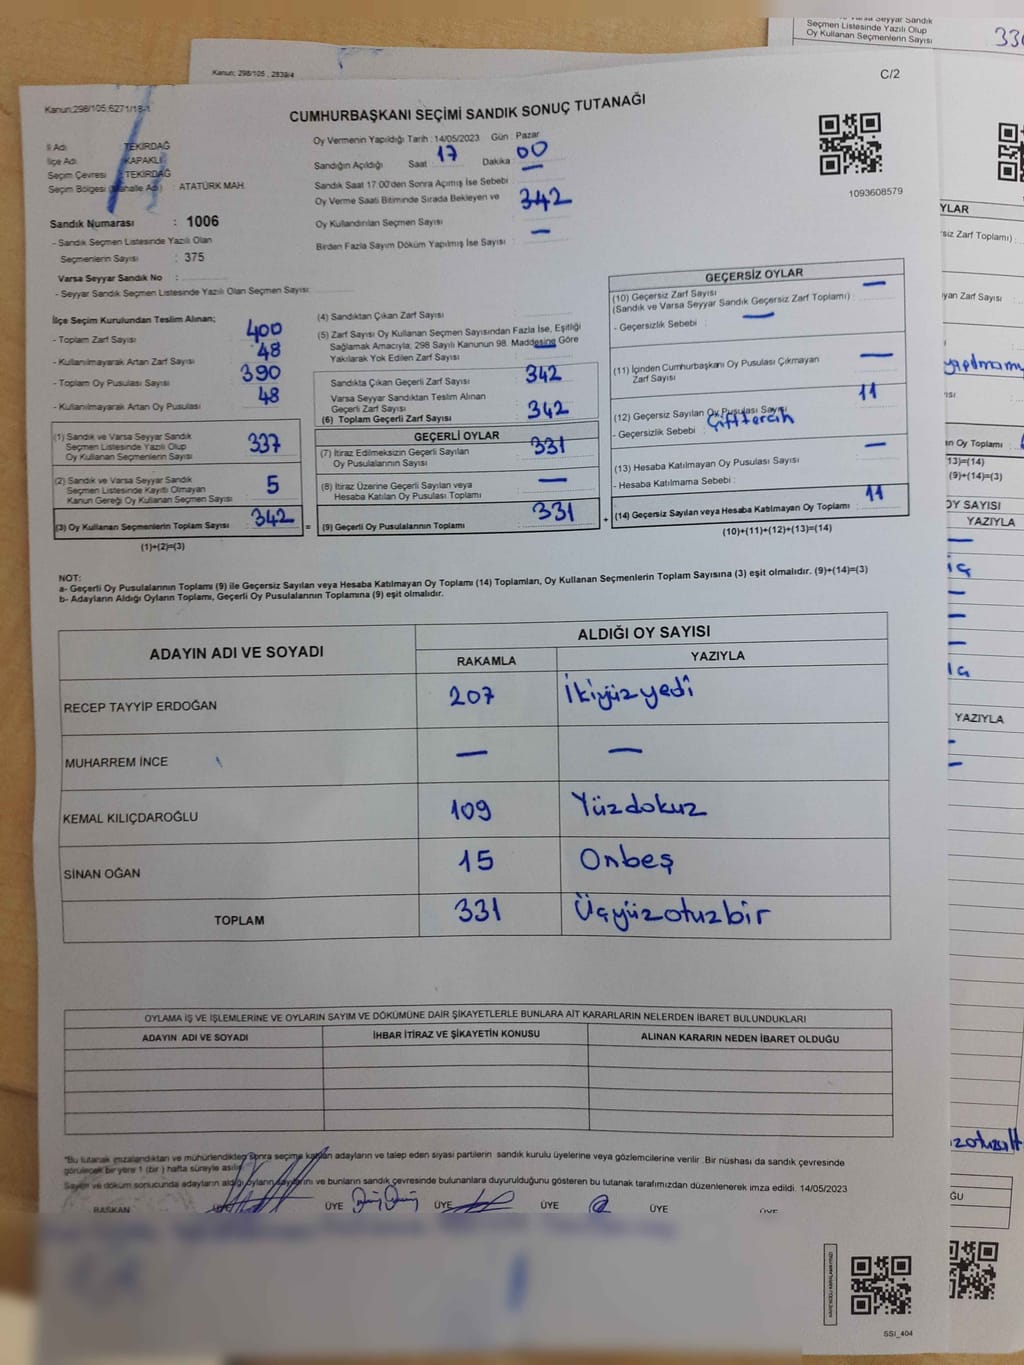 Kanun; 298/105 , 2839/4
Seçmen Listesinde Yazılı Olup
Oy Kullanan Seçmenlerin Sayısı
C/2
Kanun;298/105;6271/18-1
CUMHURBAŞKANI SEÇİMİ SANDIK SONUÇ TUTANAĞI
İl Adı : TEKİRDAĞ
İlçe Adı : KAPAKLI
Seçim Çevresi : TEKİRDAĞ
Seçim Bölgesi (Mahalle Adı) : ATATÜRK MAH.
Oy Vermenin Yapıldığı Tarih : 14/05/2023 Gün : Pazar
Sandığın Açıldığı Saat : 17 Dakika : 00
Sandık Saat 17:00'den Sonra Açımış İse Sebebi : —
Oy Verme Saati Bitiminde Sırada Bekleyen ve
Oy Kullandırılan Seçmen Sayısı : 342
Birden Fazla Sayım Döküm Yapılmış İse Sayısı : —
1093608579
Sandık Numarası : 1006
- Sandık Seçmen Listesinde Yazılı Olan
Seçmenlerin Sayısı : 375
Varsa Seyyar Sandık No :
- Seyyar Sandık Seçmen Listesinde Yazılı Olan Seçmen Sayısı:
İlçe Seçim Kurulundan Teslim Alınan;
- Toplam Zarf Sayısı : 400
- Kullanılmayarak Artan Zarf Sayısı : 48
- Toplam Oy Pusulası Sayısı : 390
- Kullanılmayarak Artan Oy Pusulası : 48
(1) Sandık ve Varsa Seyyar Sandık
Seçmen Listesinde Yazılı Olup
Oy Kullanan Seçmenlerin Sayısı : 337
(2) Sandık ve Varsa Seyyar Sandık
Seçmen Listesinde Kayıtlı Olmayan
Kanun Gereği Oy Kullanan Seçmen Sayısı : 5
(3) Oy Kullanan Seçmenlerin Toplam Sayısı : 342 =
(1)+(2)=(3)
(4) Sandıktan Çıkan Zarf Sayısı :
(5) Zarf Sayısı Oy Kullanan Seçmen Sayısından Fazla İse, Eşitliği
Sağlamak Amacıyla, 298 Sayılı Kanunun 98. Maddesine Göre
Yakılarak Yok Edilen Zarf Sayısı :
Sandıkta Çıkan Geçerli Zarf Sayısı : 342
Varsa Seyyar Sandıktan Teslim Alınan
Geçerli Zarf Sayısı :
(6) Toplam Geçerli Zarf Sayısı : 342
GEÇERLİ OYLAR
(7) İtiraz Edilmeksizin Geçerli Sayılan
Oy Pusulalarının Sayısı : 331
(8) İtiraz Üzerine Geçerli Sayılan veya
Hesaba Katılan Oy Pusulası Toplamı : —
(9) Geçerli Oy Pusulalarının Toplamı : 331 +
GEÇERSİZ OYLAR
(10) Geçersiz Zarf Sayısı
(Sandık ve Varsa Seyyar Sandık Geçersiz Zarf Toplamı) : —
- Geçersizlik Sebebi : —
(11) İçinden Cumhurbaşkanı Oy Pusulası Çıkmayan
Zarf Sayısı : —
(12) Geçersiz Sayılan Oy Pusulası Sayısı : 11
- Geçersizlik Sebebi : Çift tercih
(13) Hesaba Katılmayan Oy Pusulası Sayısı : —
- Hesaba Katılmama Sebebi :
(14) Geçersiz Sayılan veya Hesaba Katılmayan Oy Toplamı : 11
(10)+(11)+(12)+(13)=(14)
NOT:
a- Geçerli Oy Pusulalarının Toplamı (9) ile Geçersiz Sayılan veya Hesaba Katılmayan Oy Toplamı (14) Toplamları, Oy Kullanan Seçmenlerin Toplam Sayısına (3) eşit olmalıdır. (9)+(14)=(3)
b- Adayların Aldığı Oyların Toplamı, Geçerli Oy Pusulalarının Toplamına (9) eşit olmalıdır.
ADAYIN ADI VE SOYADI
ALDIĞI OY SAYISI
RAKAMLA YAZIYLA
RECEP TAYYİP ERDOĞAN 207 İkiyüzyedi
MUHARREM İNCE — —
KEMAL KILIÇDAROĞLU 109 Yüzdokuz
SİNAN OĞAN 15 Onbeş
TOPLAM 331 Üçyüzotuzbir
OYLAMA İŞ VE İŞLEMLERİNE VE OYLARIN SAYIM VE DÖKÜMÜNE DAİR ŞİKAYETLERLE BUNLARA AİT KARARLARIN NELERDEN İBARET BULUNDUKLARI
ADAYIN ADI VE SOYADI İHBAR İTİRAZ VE ŞİKAYETİN KONUSU ALINAN KARARIN NEDEN İBARET OLDUĞU
"Bu tutanak imzalandıktan ve mühürlendikten sonra seçime katılan adayların ve talep eden siyasi partilerin sandık kurulu üyelerine veya gözlemcilerine verilir .Bir nüshası da sandık çevresinde
görülecek bir yere 1 (bir ) hafta süreyle asılır.
Sayım ve döküm sonucunda adayların aldığı oyların sayılarını ve bunların sandık çevresinde bulunanlara duyurulduğunu gösteren bu tutanak tarafımızdan düzenlenerek imza edildi. 14/05/2023
BAŞKAN ÜYE ÜYE ÜYE ÜYE ÜYE
SSI_404
YLAR
siz Zarf Toplamı) :
yan Zarf Sayısı :
Oy Toplamı :
13)=(14)
(9)+(14)=(3)
OY SAYISI
YAZIYLA
YAZIYLA
ĞU